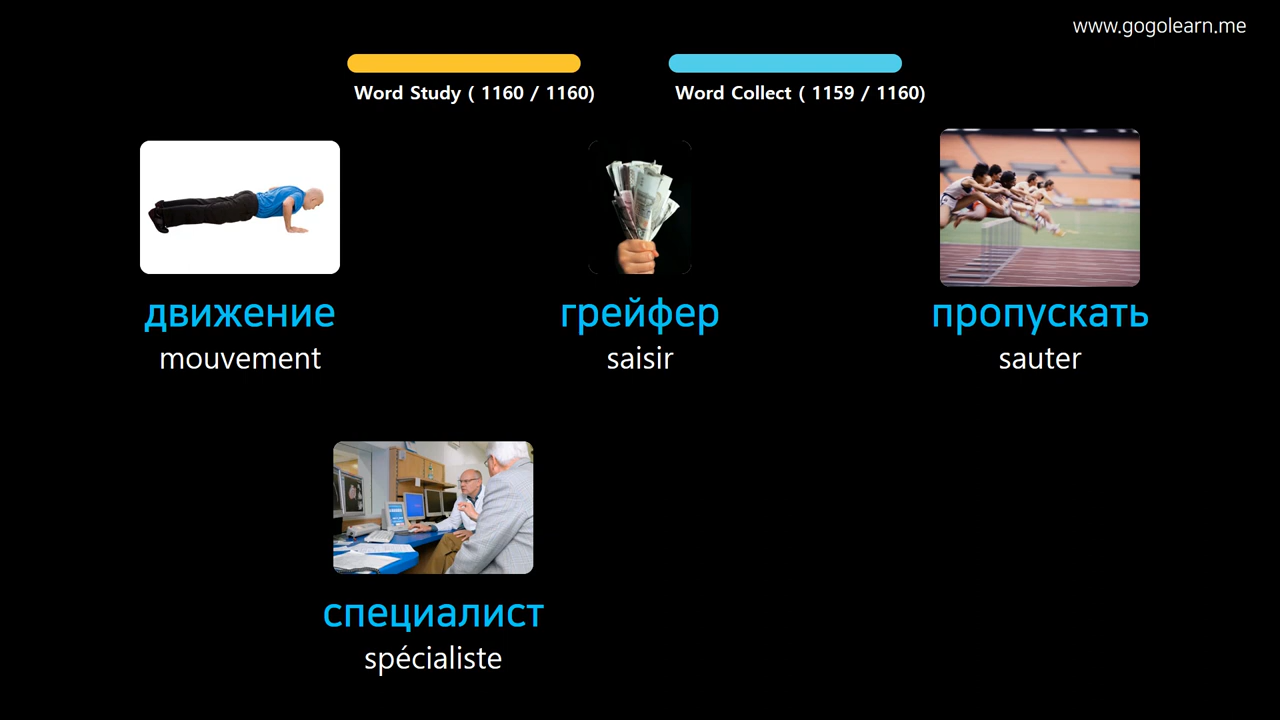 www.gogolearn.me
Word Study ( 1160 / 1160)
Word Collect ( 1159 / 1160)
движение
mouvement
грейфер
saisir
пропускать
sauter
специалист
spécialiste